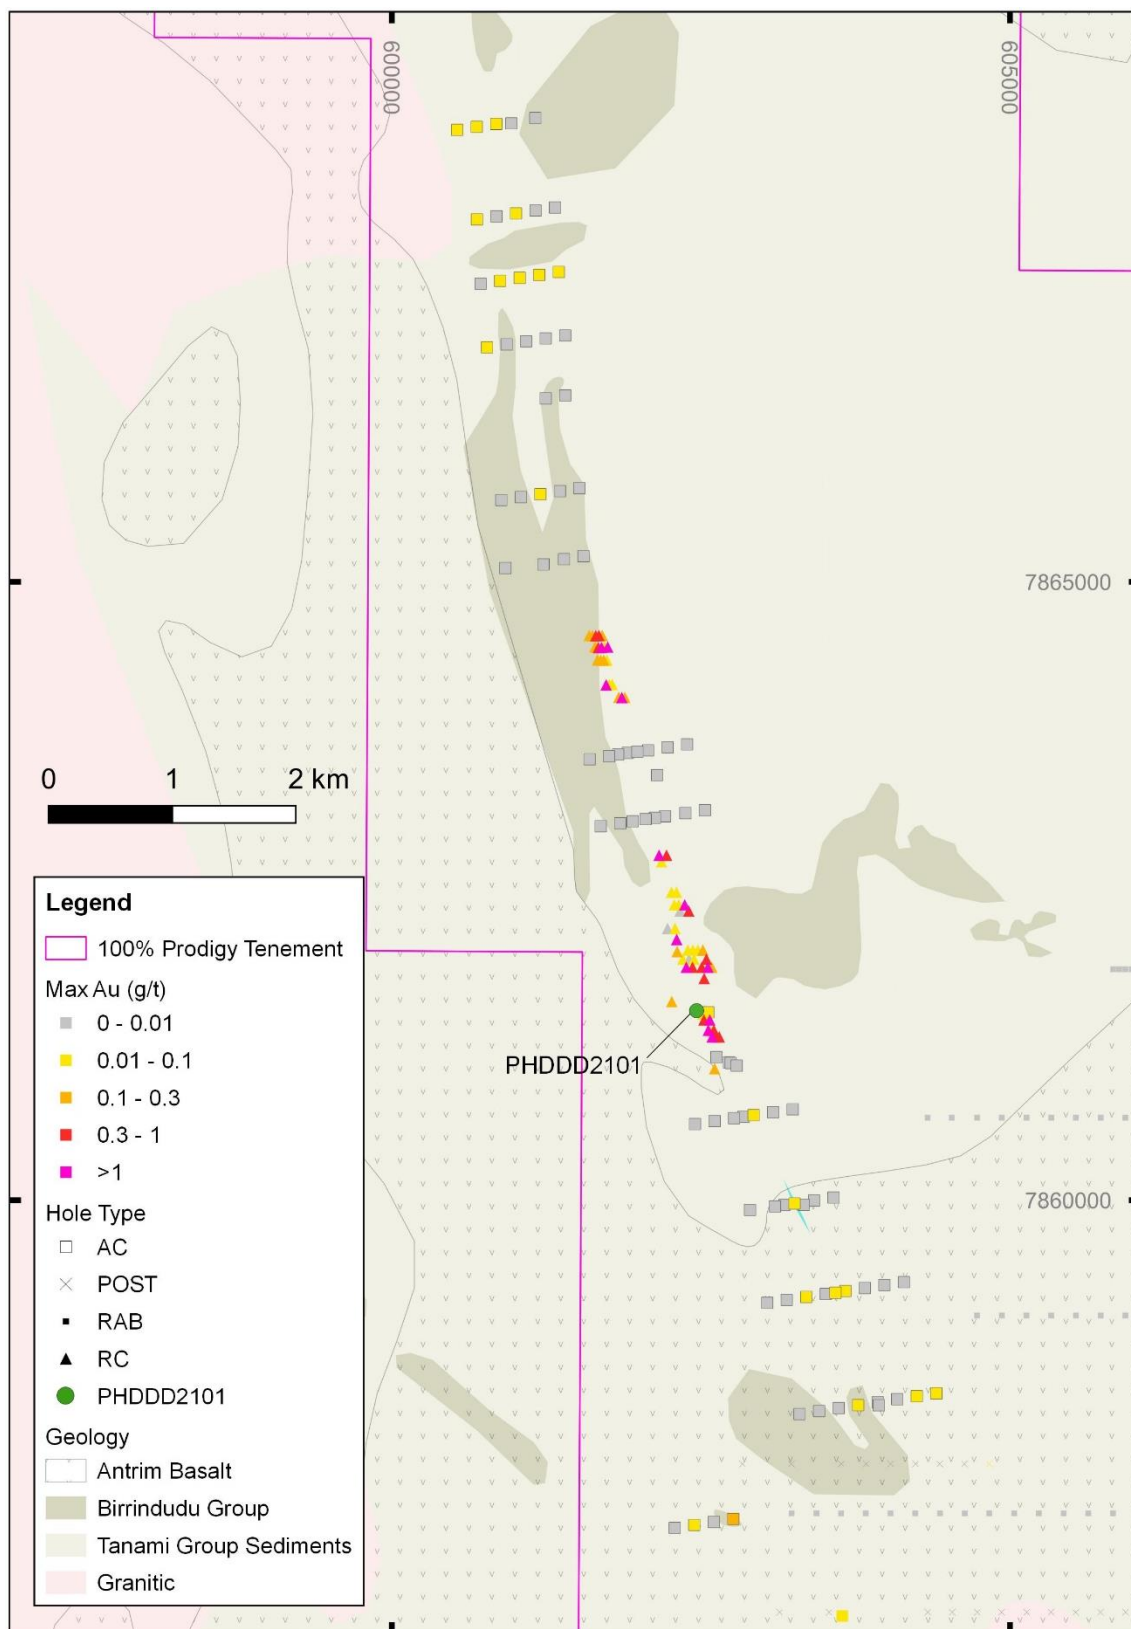 600000
605000
7865000
0 1 2 km
PHDDD2101
7860000
Legend
100% Prodigy Tenement
Max Au (g/t)
0 - 0.01
0.01 - 0.1
0.1 - 0.3
0.3 - 1
>1
Hole Type
AC
POST
RAB
RC
PHDDD2101
Geology
Antrim Basalt
Birrindudu Group
Tanami Group Sediments
Granitic